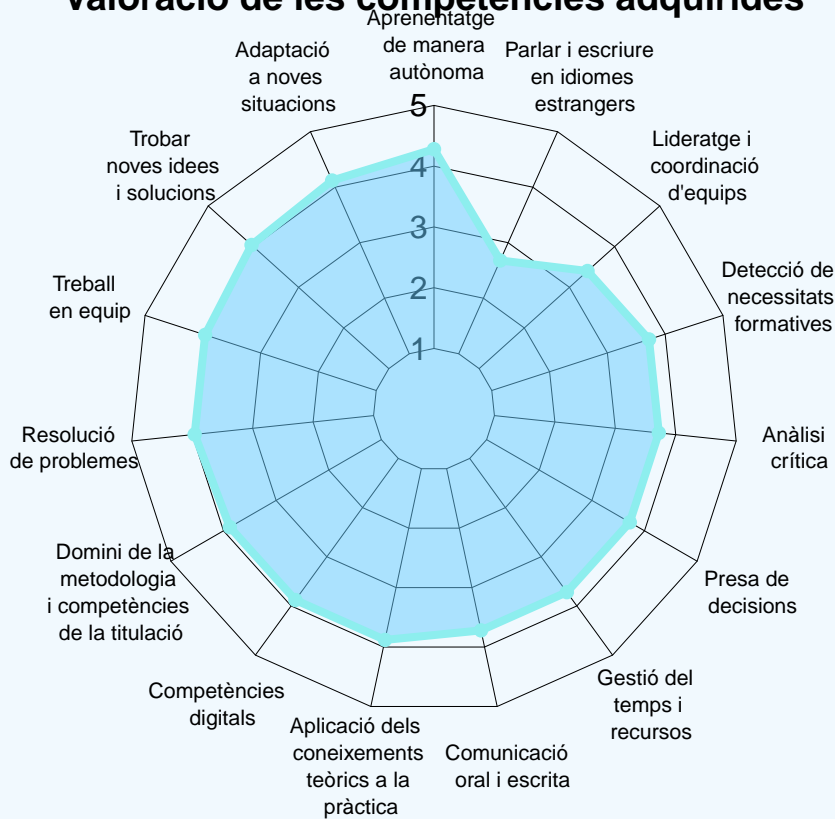 Valoració de les competències adquirides
Aprenentatge
de manera
autònoma
Parlar i escriure
en idiomes
estrangers
Lideratge i
coordinació
d'equips
Detecció de
necessitats
formatives
Anàlisi
crítica
Presa de
decisions
Gestió del
temps i
recursos
Comunicació
oral i escrita
Aplicació dels
coneixements
teòrics a la
pràctica
Competències
digitals
Domini de la
metodologia
i competències
de la titulació
Resolució
de problemes
Treball
en equip
Trobar
noves idees
i solucions
Adaptació
a noves
situacions
5
4
3
2
1